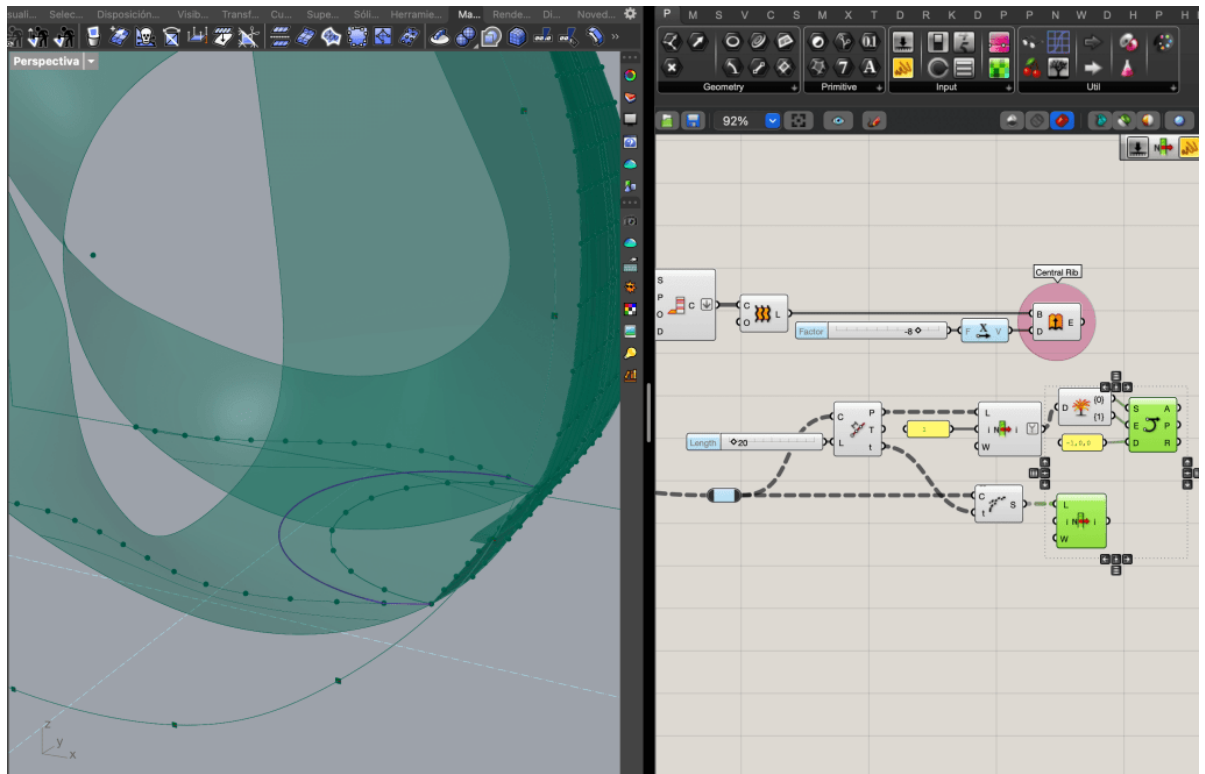 suali... Selec... Disposición... Visib... Transf... Cu... Supe... Sóli... Herramie... Ma... Rende... Di... Noved...
P M S V C S M X T D R K D P P N W D H P H
Perspectiva
Geometry Primitive Input Util
92%
Central Rib
S
P
O
D
C
C
O
L
Factor
-8
F
X
V
B
D
E
Length
20
C
L
P
T
t
1
L
i
W
N
i
D
{0}
{1}
-1,0,0
S
E
D
A
P
R
C
t
S
L
i
W
N
i
z
y
x